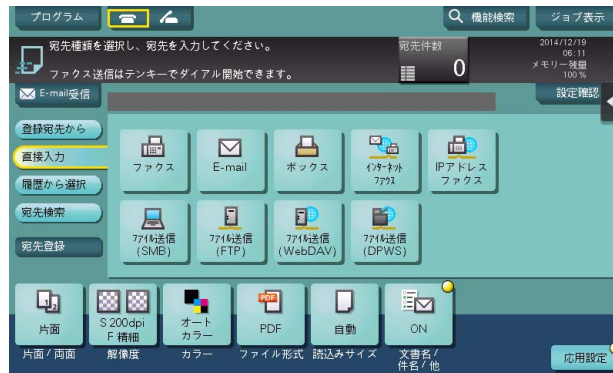 プログラム
機能検索
ジョブ表示
宛先種類を選択し、宛先を入力してください。
ファクス送信はテンキーでダイアル開始できます。
宛先件数
0
2014/12/19
06:11
メモリー残量
100 %
E-mail受信
設定確認
登録宛先から
直接入力
履歴から選択
宛先検索
宛先登録
ファクス
E-mail
ボックス
インターネット
ファクス
IPアドレス
ファクス
ファイル送信
(SMB)
ファイル送信
(FTP)
ファイル送信
(WebDAV)
ファイル送信
(DPWS)
片面
S 200dpi
F 精細
オート
カラー
PDF
PDF
自動
ON
片面/両面
解像度
カラー
ファイル形式
読込みサイズ
文書名/
件名/他
応用設定